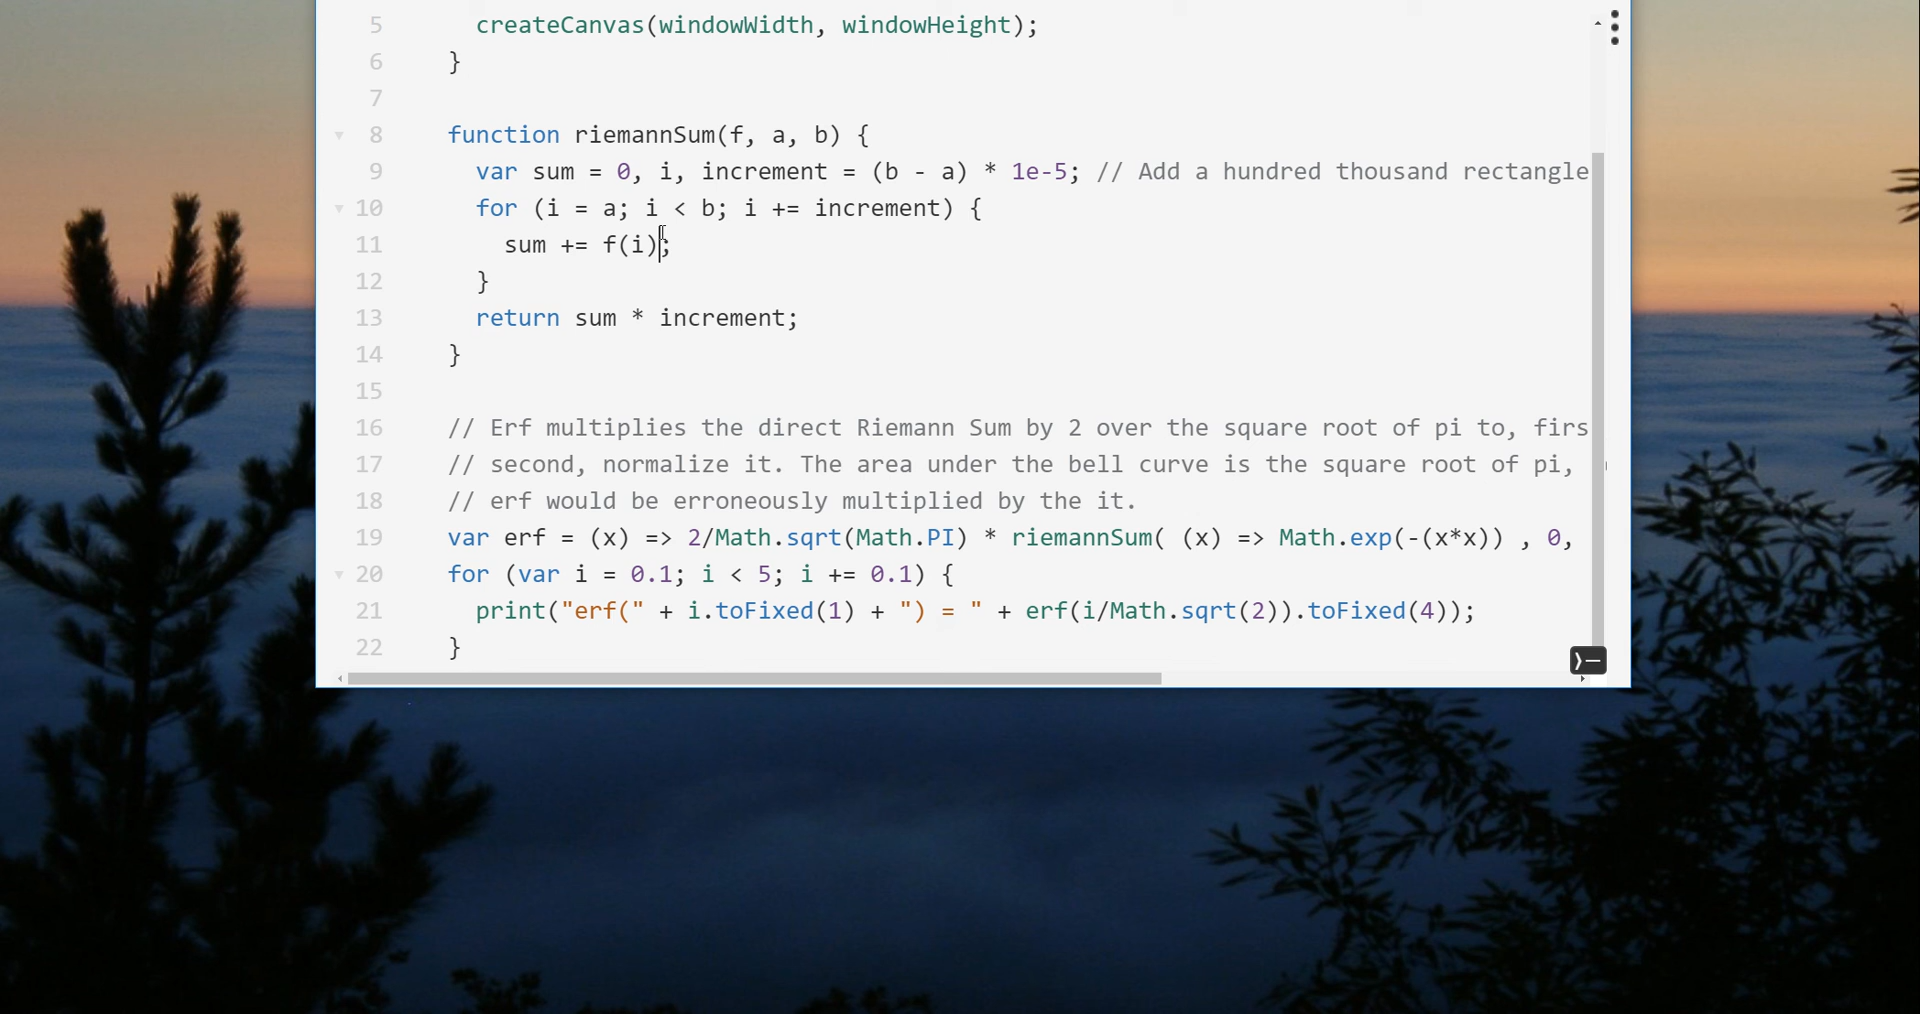 5 createCanvas(windowWidth, windowHeight);
6 }
7
8 function riemannSum(f, a, b) {
9 var sum = 0, i, increment = (b - a) * 1e-5; // Add a hundred thousand rectangle
10 for (i = a; i < b; i += increment) {
11 sum += f(i);
12 }
13 return sum * increment;
14 }
15
16 // Erf multiplies the direct Riemann Sum by 2 over the square root of pi to, firs
17 // second, normalize it. The area under the bell curve is the square root of pi,
18 // erf would be erroneously multiplied by the it.
19 var erf = (x) => 2/Math.sqrt(Math.PI) * riemannSum( (x) => Math.exp(-(x*x)) , 0,
20 for (var i = 0.1; i < 5; i += 0.1) {
21 print("erf(" + i.toFixed(1) + ") = " + erf(i/Math.sqrt(2)).toFixed(4));
22 }